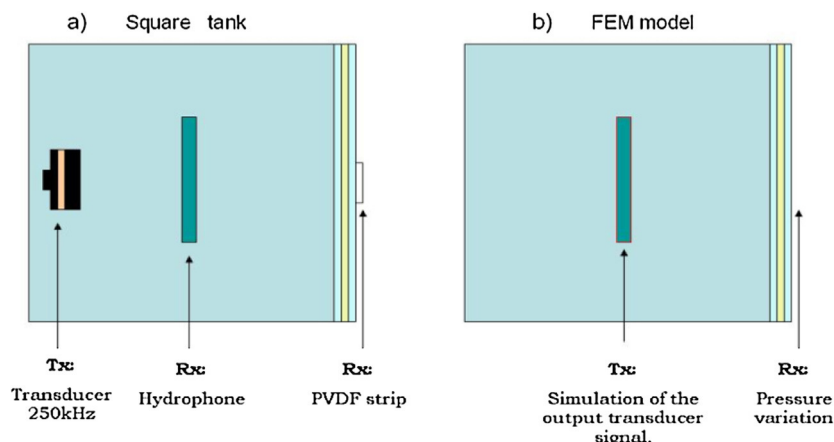 a) Square tank
b) FEM model
Tx:
Transducer
250kHz
Rx:
Hydrophone
Rx:
PVDF strip
Tx:
Simulation of the
output transducer
signal.
Rx:
Pressure
variation